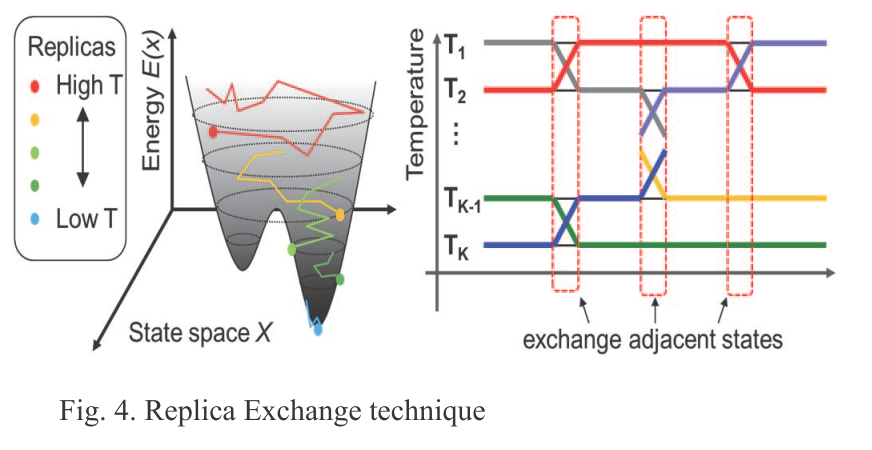 Replicas
High T
Low T
Energy E(x)
State space X
Temperature
T1
T2
⋮
TK-1
TK
exchange adjacent states
Fig. 4. Replica Exchange technique